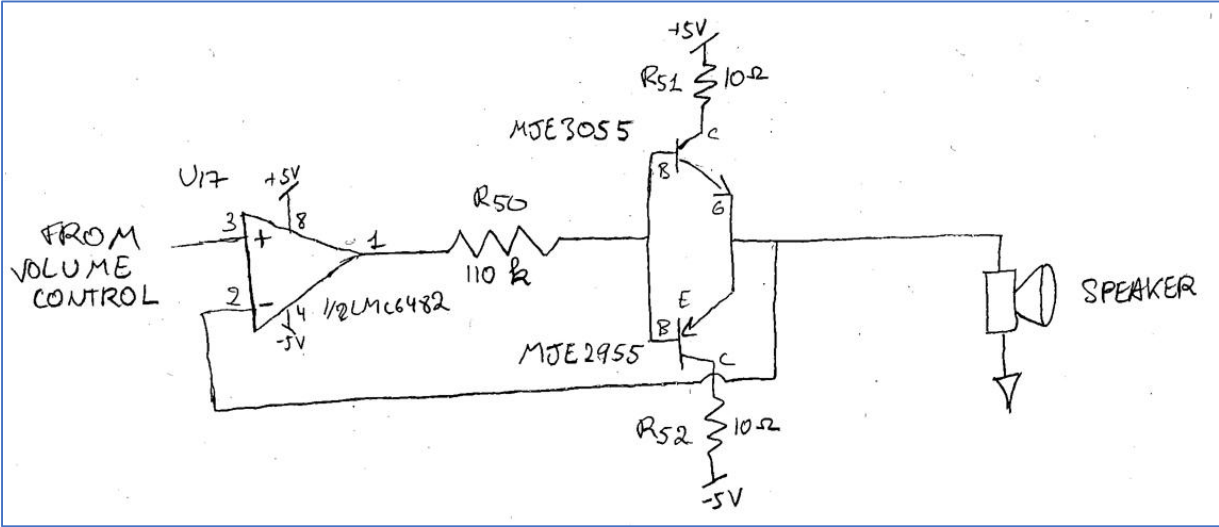 +5V
R51 10Ω
MJE3055
C
B
U17
+5V
R50
6
3 8
+ 1
FROM
VOLUME
CONTROL
110 k
SPEAKER
2
-
4 1/2LMC6482
-5V
E
B
MJE2955
C
R52 10Ω
-5V